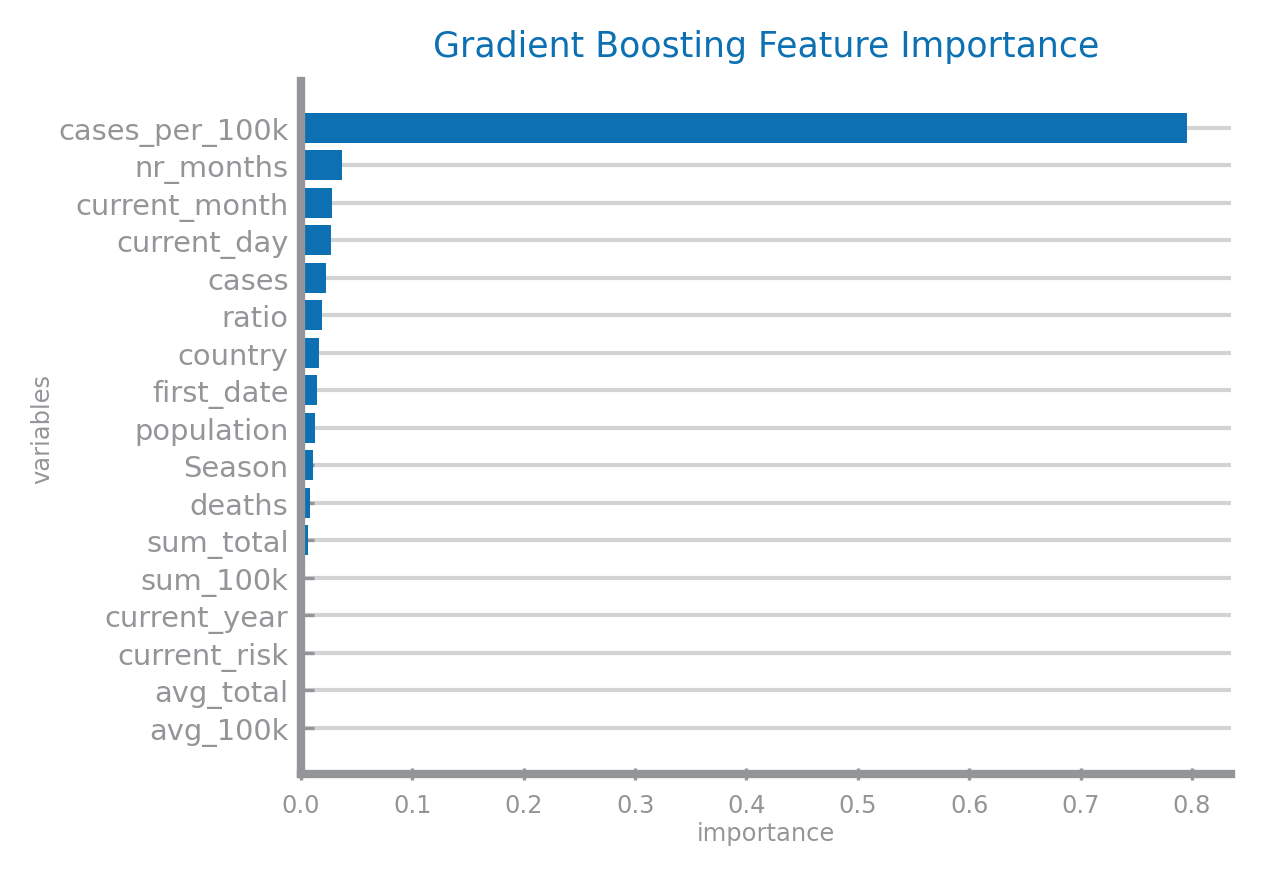 Gradient Boosting Feature Importance
cases_per_100k
nr_months
current_month
current_day
cases
ratio
country
first_date
population
Season
deaths
sum_total
sum_100k
current_year
current_risk
avg_total
avg_100k
variables
0.0 0.1 0.2 0.3 0.4 0.5 0.6 0.7 0.8
importance